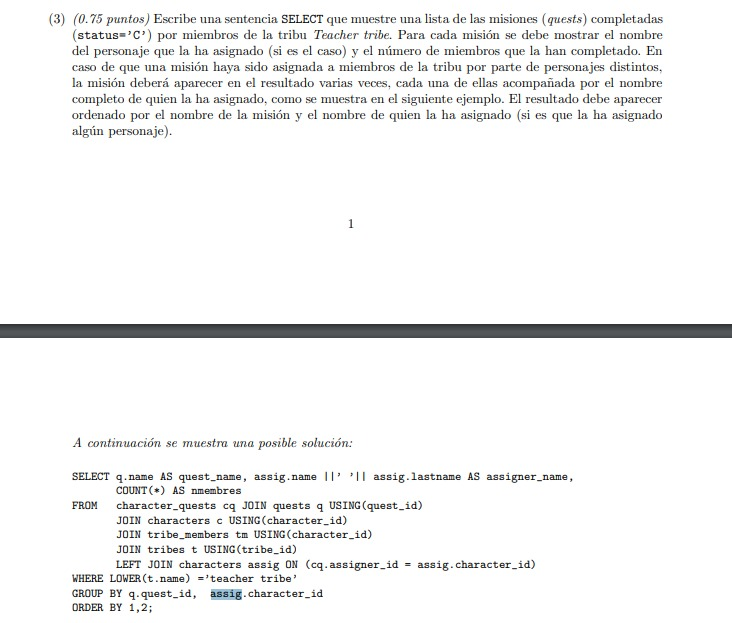 (3) (0.75 puntos) Escribe una sentencia SELECT que muestre una lista de las misiones (quests) completadas
(status='C') por miembros de la tribu Teacher tribe. Para cada misión se debe mostrar el nombre
del personaje que la ha asignado (si es el caso) y el número de miembros que la han completado. En
caso de que una misión haya sido asignada a miembros de la tribu por parte de personajes distintos,
la misión deberá aparecer en el resultado varias veces, cada una de ellas acompañada por el nombre
completo de quien la ha asignado, como se muestra en el siguiente ejemplo. El resultado debe aparecer
ordenado por el nombre de la misión y el nombre de quien la ha asignado (si es que la ha asignado
algún personaje).
1
A continuación se muestra una posible solución:
SELECT q.name AS quest_name, assig.name ||' '|| assig.lastname AS assigner_name,
COUNT(*) AS nmembres
FROM character_quests cq JOIN quests q USING(quest_id)
JOIN characters c USING(character_id)
JOIN tribe_members tm USING(character_id)
JOIN tribes t USING(tribe_id)
LEFT JOIN characters assig ON (cq.assigner_id = assig.character_id)
WHERE LOWER(t.name) ='teacher tribe'
GROUP BY q.quest_id, assig.character_id
ORDER BY 1,2;